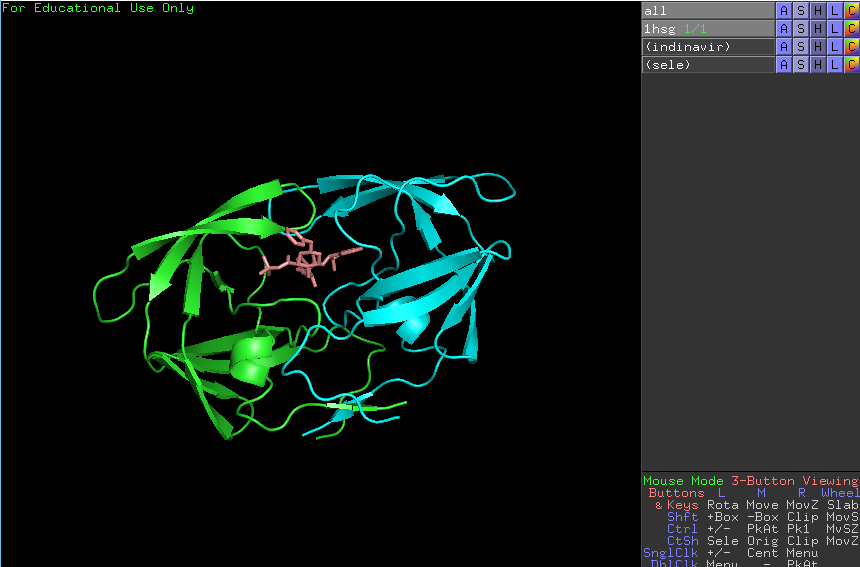 For Educational Use Only
all A S H L C
1hsg 1/1 A S H L C
(indinavir) A S H L C
(sele) A S H L C
Mouse Mode 3-Button Viewing
Buttons L M R Wheel
& Keys Rota Move MovZ Slab
Shft +Box -Box Clip MovS
Ctrl +/- PkAt Pk1 MvSZ
CtSh Sele Orig Clip MovZ
SnglClk +/- Cent Menu
DblClk Menu - PkAt